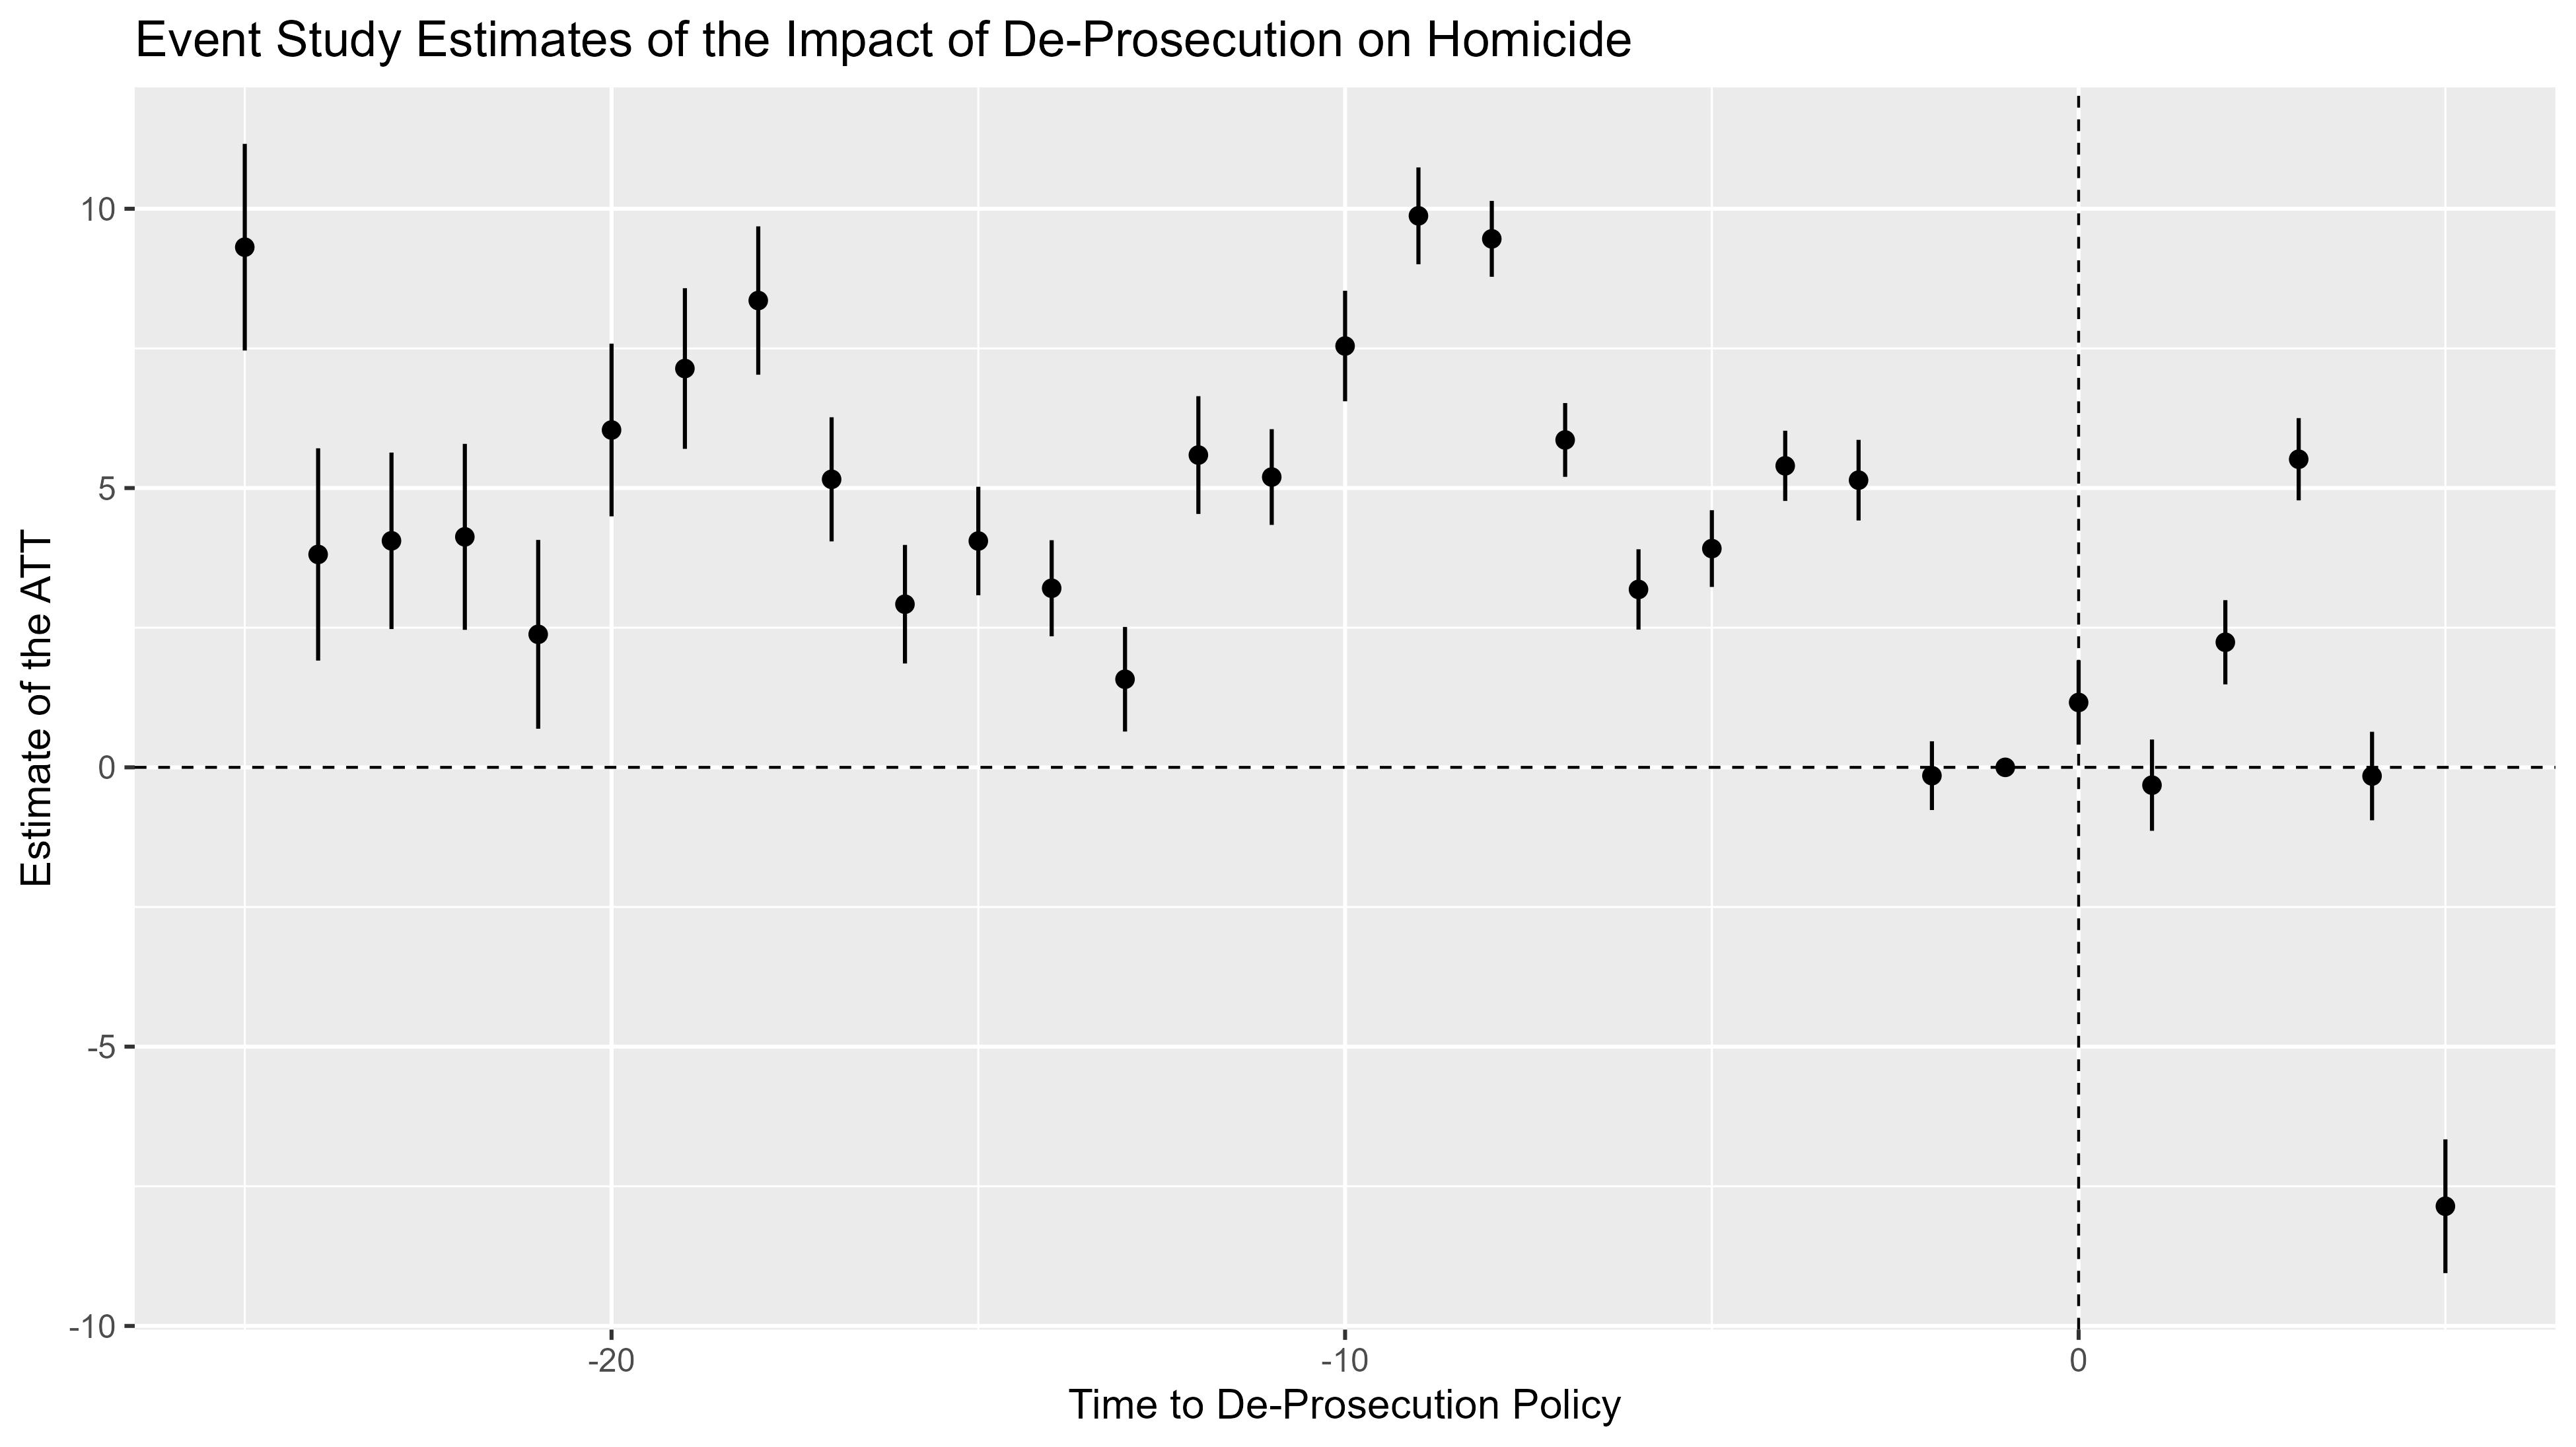 Event Study Estimates of the Impact of De-Prosecution on Homicide
Estimate of the ATT
10
5
0
-5
-10
-20
-10
0
Time to De-Prosecution Policy